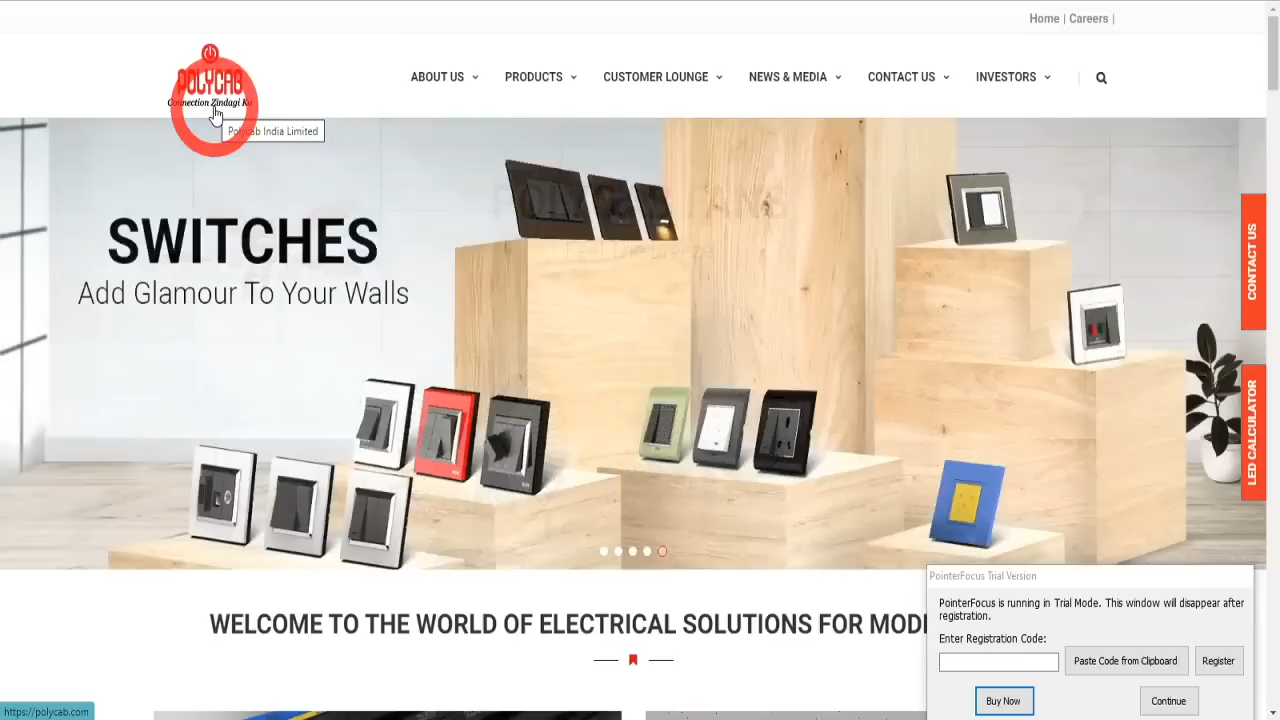 Home | Careers |
POLYCAB
Connection Zindagi Ka
ABOUT US
PRODUCTS
CUSTOMER LOUNGE
NEWS & MEDIA
CONTACT US
INVESTORS
Polycab India Limited
POLYCAB FANS
SWITCHES
Add Glamour To Your Walls
CONTACT US
LED CALCULATOR
WELCOME TO THE WORLD OF ELECTRICAL SOLUTIONS FOR MODE
PointerFocus Trial Version
PointerFocus is running in Trial Mode. This window will disappear after
registration.
Enter Registration Code:
Paste Code from Clipboard
Register
Buy Now
Continue
https://polycab.com